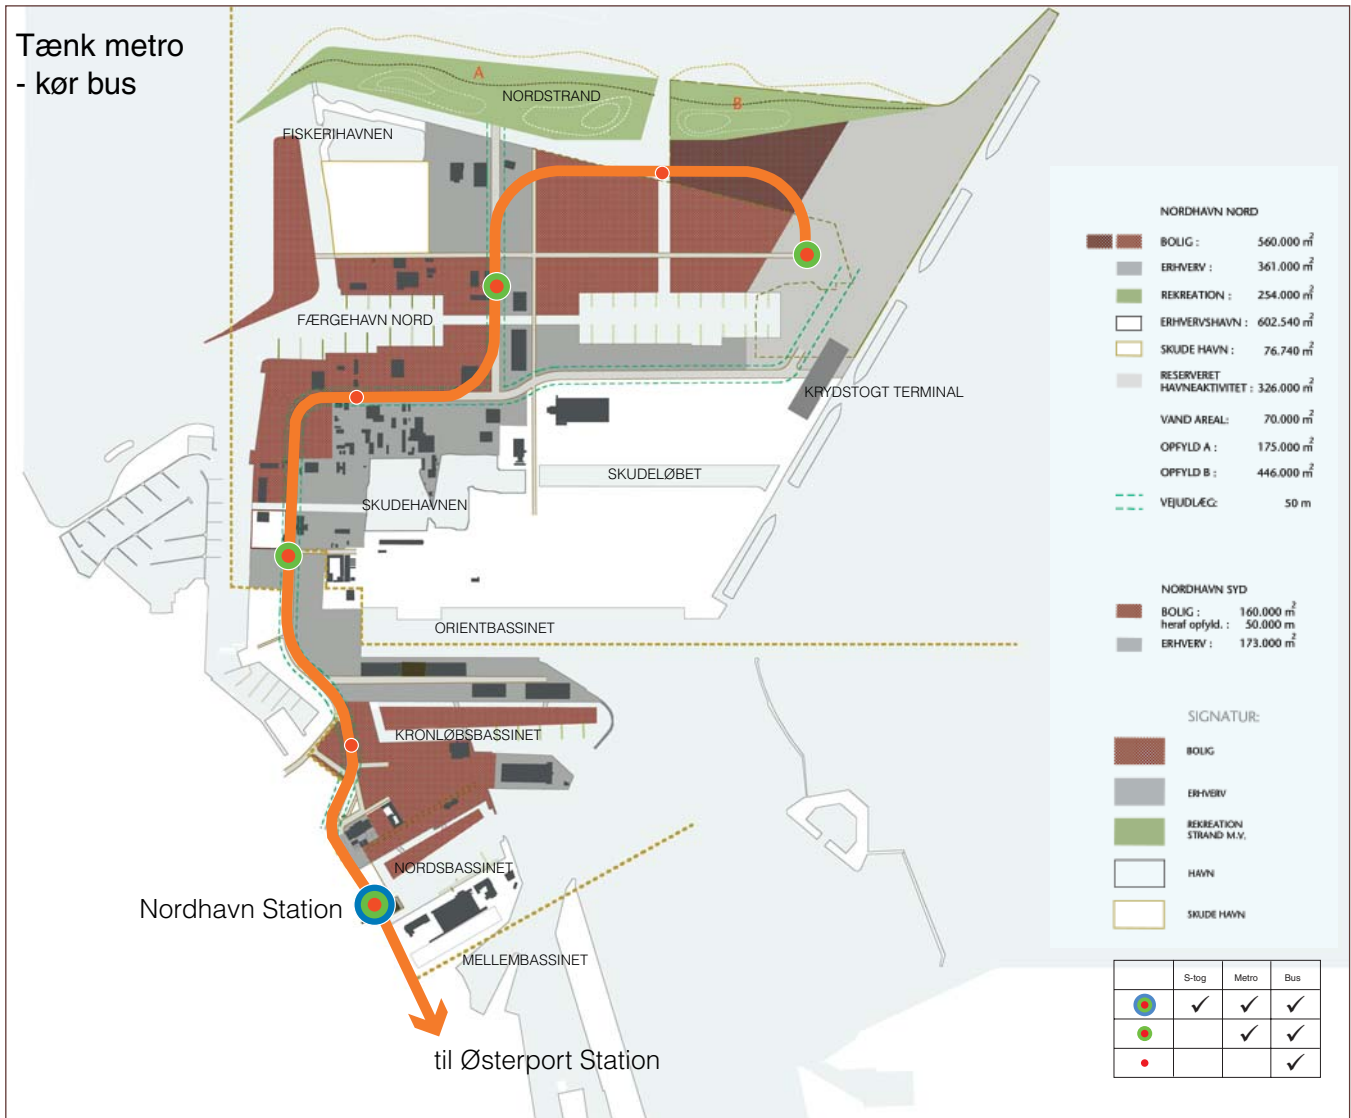 Tænk metro
- kør bus
A
NORDSTRAND
B
FISKERIHAVNEN
FÆRGEHAVN NORD
KRYDSTOGT TERMINAL
SKUDELØBET
SKUDEHAVNEN
ORIENTBASSINET
KRONLØBSBASSINET
NORDSBASSINET
Nordhavn Station
MELLEMBASSINET
til Østerport Station
NORDHAVN NORD
BOLIG : 560.000 m²
ERHVERV : 361.000 m²
REKREATION : 254.000 m²
ERHVERVSHAVN : 602.540 m²
SKUDE HAVN : 76.740 m²
RESERVERET
HAVNEAKTIVITET : 326.000 m²
VAND AREAL: 70.000 m²
OPFYLD A : 175.000 m²
OPFYLD B : 446.000 m²
VEJUDLÆG: 50 m
NORDHAVN SYD
BOLIG : 160.000 m²
heraf opfyld. : 50.000 m
ERHVERV : 173.000 m²
SIGNATUR:
BOLIG
ERHVERV
REKREATION
STRAND M.V.
HAVN
SKUDE HAVN
S-tog Metro Bus
✓ ✓ ✓
✓ ✓
✓